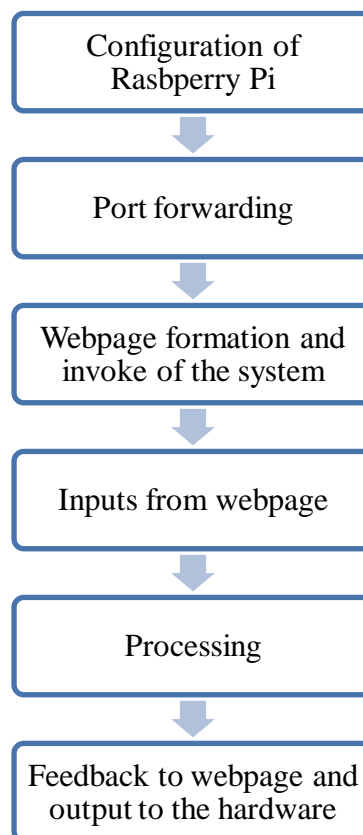 Configuration of
Rasbperry Pi
Port forwarding
Webpage formation and
invoke of the system
Inputs from webpage
Processing
Feedback to webpage and
output to the hardware